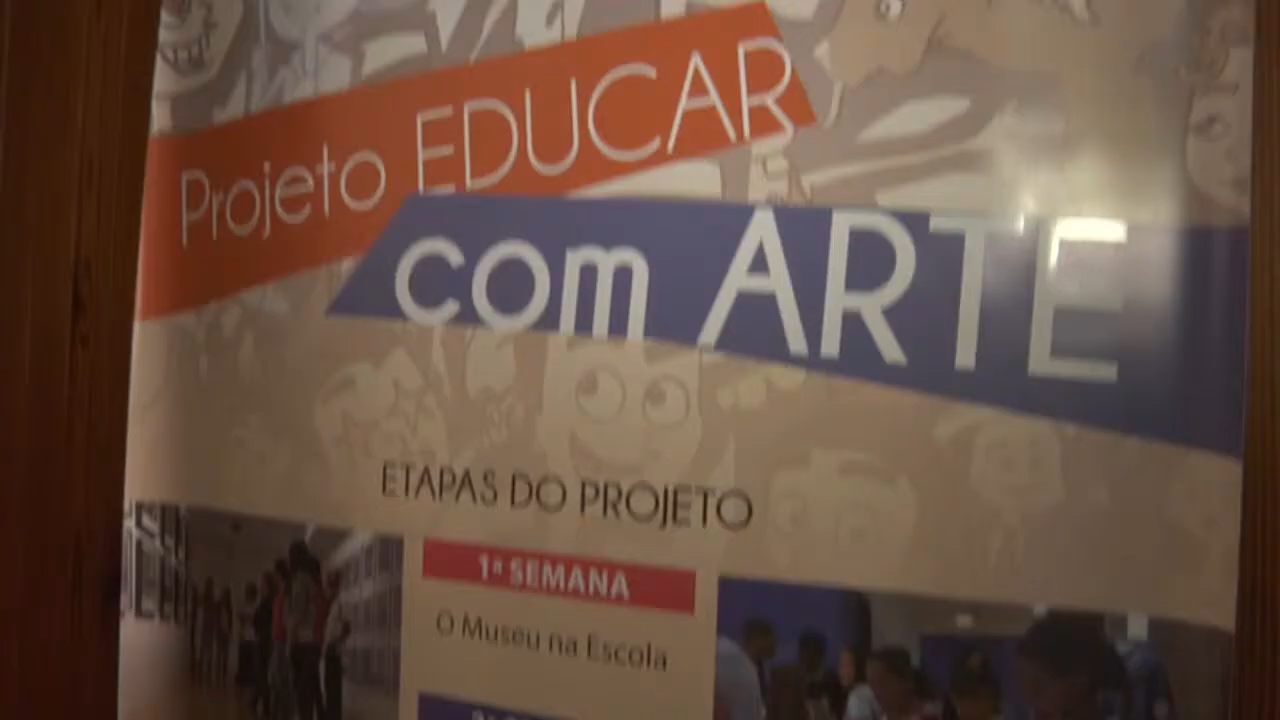 Projeto EDUCAR
com ARTE
ETAPAS DO PROJETO
1ª SEMANA
O Museu na Escola